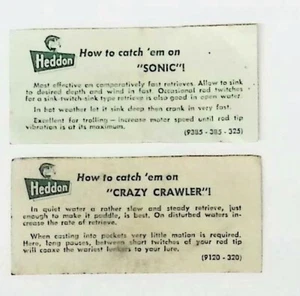 Heddon
How to catch 'em on
"SONIC"!
Most effective on comparatively fast retrieves. Allow to sink
to desired depth and wind in fast. Occasional rod twitches
for a sink-twitch-sink type retrieve is also good in open water.
In hot weather let it sink deep then crank in very fast.
Excellent for trolling — increase motor speed until rod tip
vibration is at its maximum.
(9385 - 385 - 325)
Heddon
How to catch 'em on
"CRAZY CRAWLER"!
In quiet water a rather slow and steady retrieve, just
enough to make it paddle, is best. On disturbed waters in-
crease the rate of retrieve.
When casting into pockets very little motion is required.
Here, long pauses, between short twitches of your rod tip
will coax the wariest lunkers to your lure.
(9120 - 320)